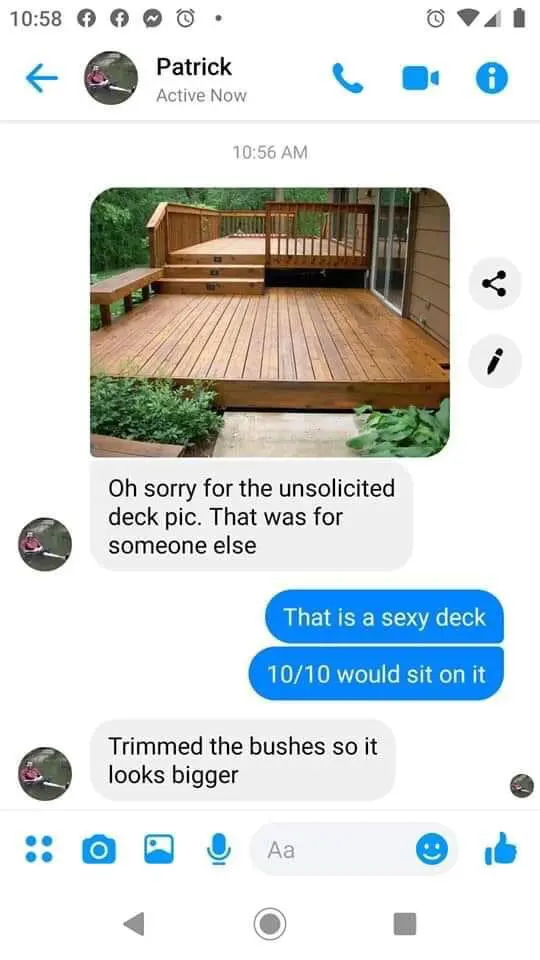 10:58
Patrick
Active Now
10:56 AM
Oh sorry for the unsolicited
deck pic. That was for
someone else
That is a sexy deck
10/10 would sit on it
Trimmed the bushes so it
looks bigger
Aa